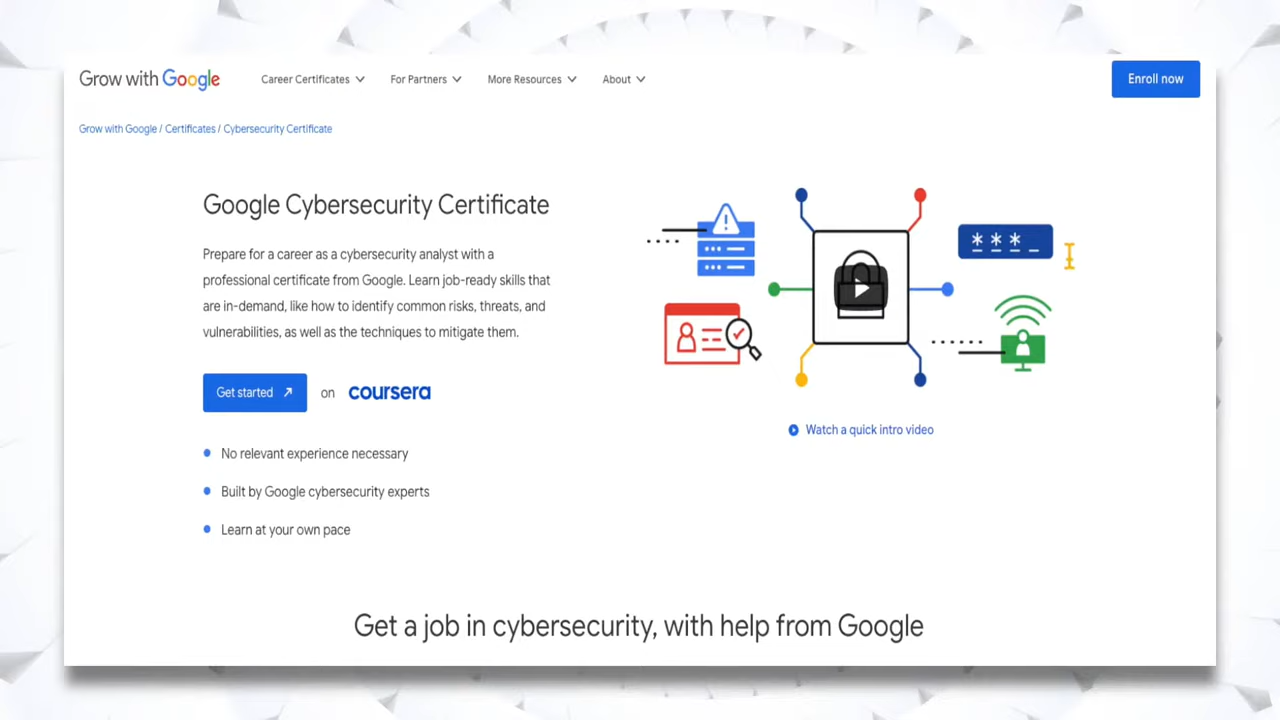 Grow with Google
Career Certificates
For Partners
More Resources
About
Enroll now
Grow with Google / Certificates / Cybersecurity Certificate
Google Cybersecurity Certificate
Prepare for a career as a cybersecurity analyst with a
professional certificate from Google. Learn job-ready skills that
are in-demand, like how to identify common risks, threats, and
vulnerabilities, as well as the techniques to mitigate them.
Get started
on
coursera
No relevant experience necessary
Built by Google cybersecurity experts
Learn at your own pace
* * * _
Watch a quick intro video
Get a job in cybersecurity, with help from Google